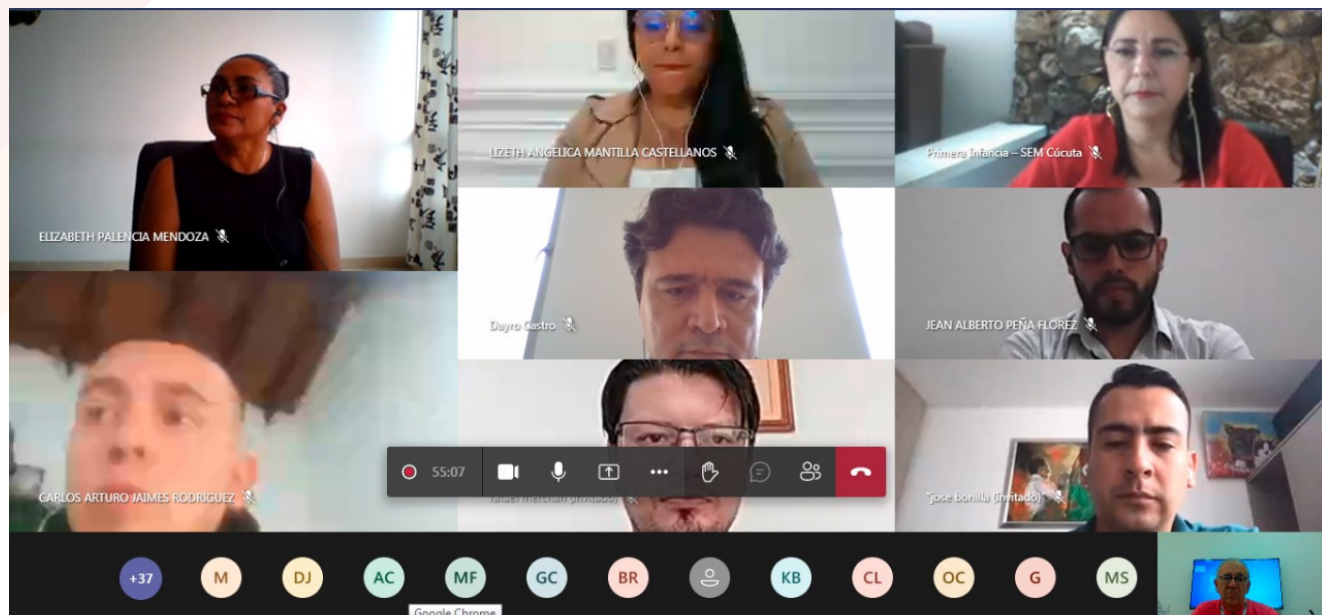 LIZETH ANGELICA MANTILLA CASTELLANOS
Primera Infancia – SEM Cúcuta
ELIZABETH PALENCIA MENDOZA
Dayro Castro
JEAN ALBERTO PEÑA FLOREZ
55:07
CARLOS ARTURO JAIMES RODRIGUEZ
(Invitado)
"jose bonilla (Invitado)
+37 M DJ AC MF GC BR KB CL OC G MS
Google Chrome